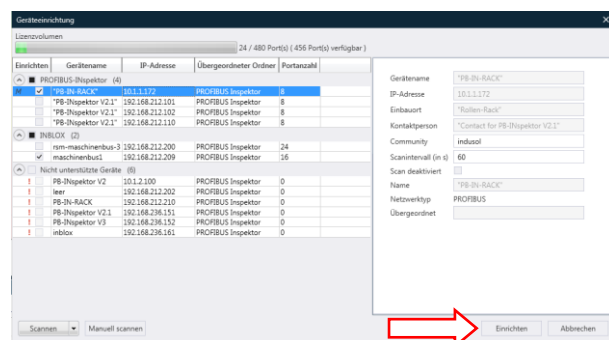 Geräteeinrichtung
Lizenzvolumen
24 / 480 Port(s) ( 456 Port(s) verfügbar )
Einrichten Gerätename IP-Adresse Übergeordneter Ordner Portanzahl
PROFIBUS-INspektor (4)
"PB-IN-RACK" 10.1.1.172 PROFIBUS Inspektor 8
"PB-INspektor V2.1" 192.168.212.101 PROFIBUS Inspektor 8
"PB-INspektor V2.1" 192.168.212.102 PROFIBUS Inspektor 8
"PB-INspektor V2.1" 192.168.212.110 PROFIBUS Inspektor 8
INBLOX (2)
rsm-maschinenbus-3 192.168.212.200 PROFIBUS Inspektor 24
maschinenbus1 192.168.212.209 PROFIBUS Inspektor 16
Nicht unterstützte Geräte (6)
! PB-INspektor V2 10.1.2.100 PROFIBUS Inspektor 0
! leer 192.168.212.202 PROFIBUS Inspektor 0
! PB-IN-RACK 192.168.212.210 PROFIBUS Inspektor 0
! PB-INspektor V2.1 192.168.236.151 PROFIBUS Inspektor 0
! PB-INspektor V3 192.168.236.152 PROFIBUS Inspektor 0
! inblox 192.168.236.161 PROFIBUS Inspektor 0
Gerätename "PB-IN-RACK"
IP-Adresse 10.1.1.172
Einbauort "Rollen-Rack"
Kontaktperson "Contact for PB-INspektor V2.1"
Community indusol
Scanintervall (in s) 60
Scan deaktiviert
Name "PB-IN-RACK"
Netzwerktyp PROFIBUS
Übergeordnet
Scannen Manuell scannen Einrichten Abbrechen